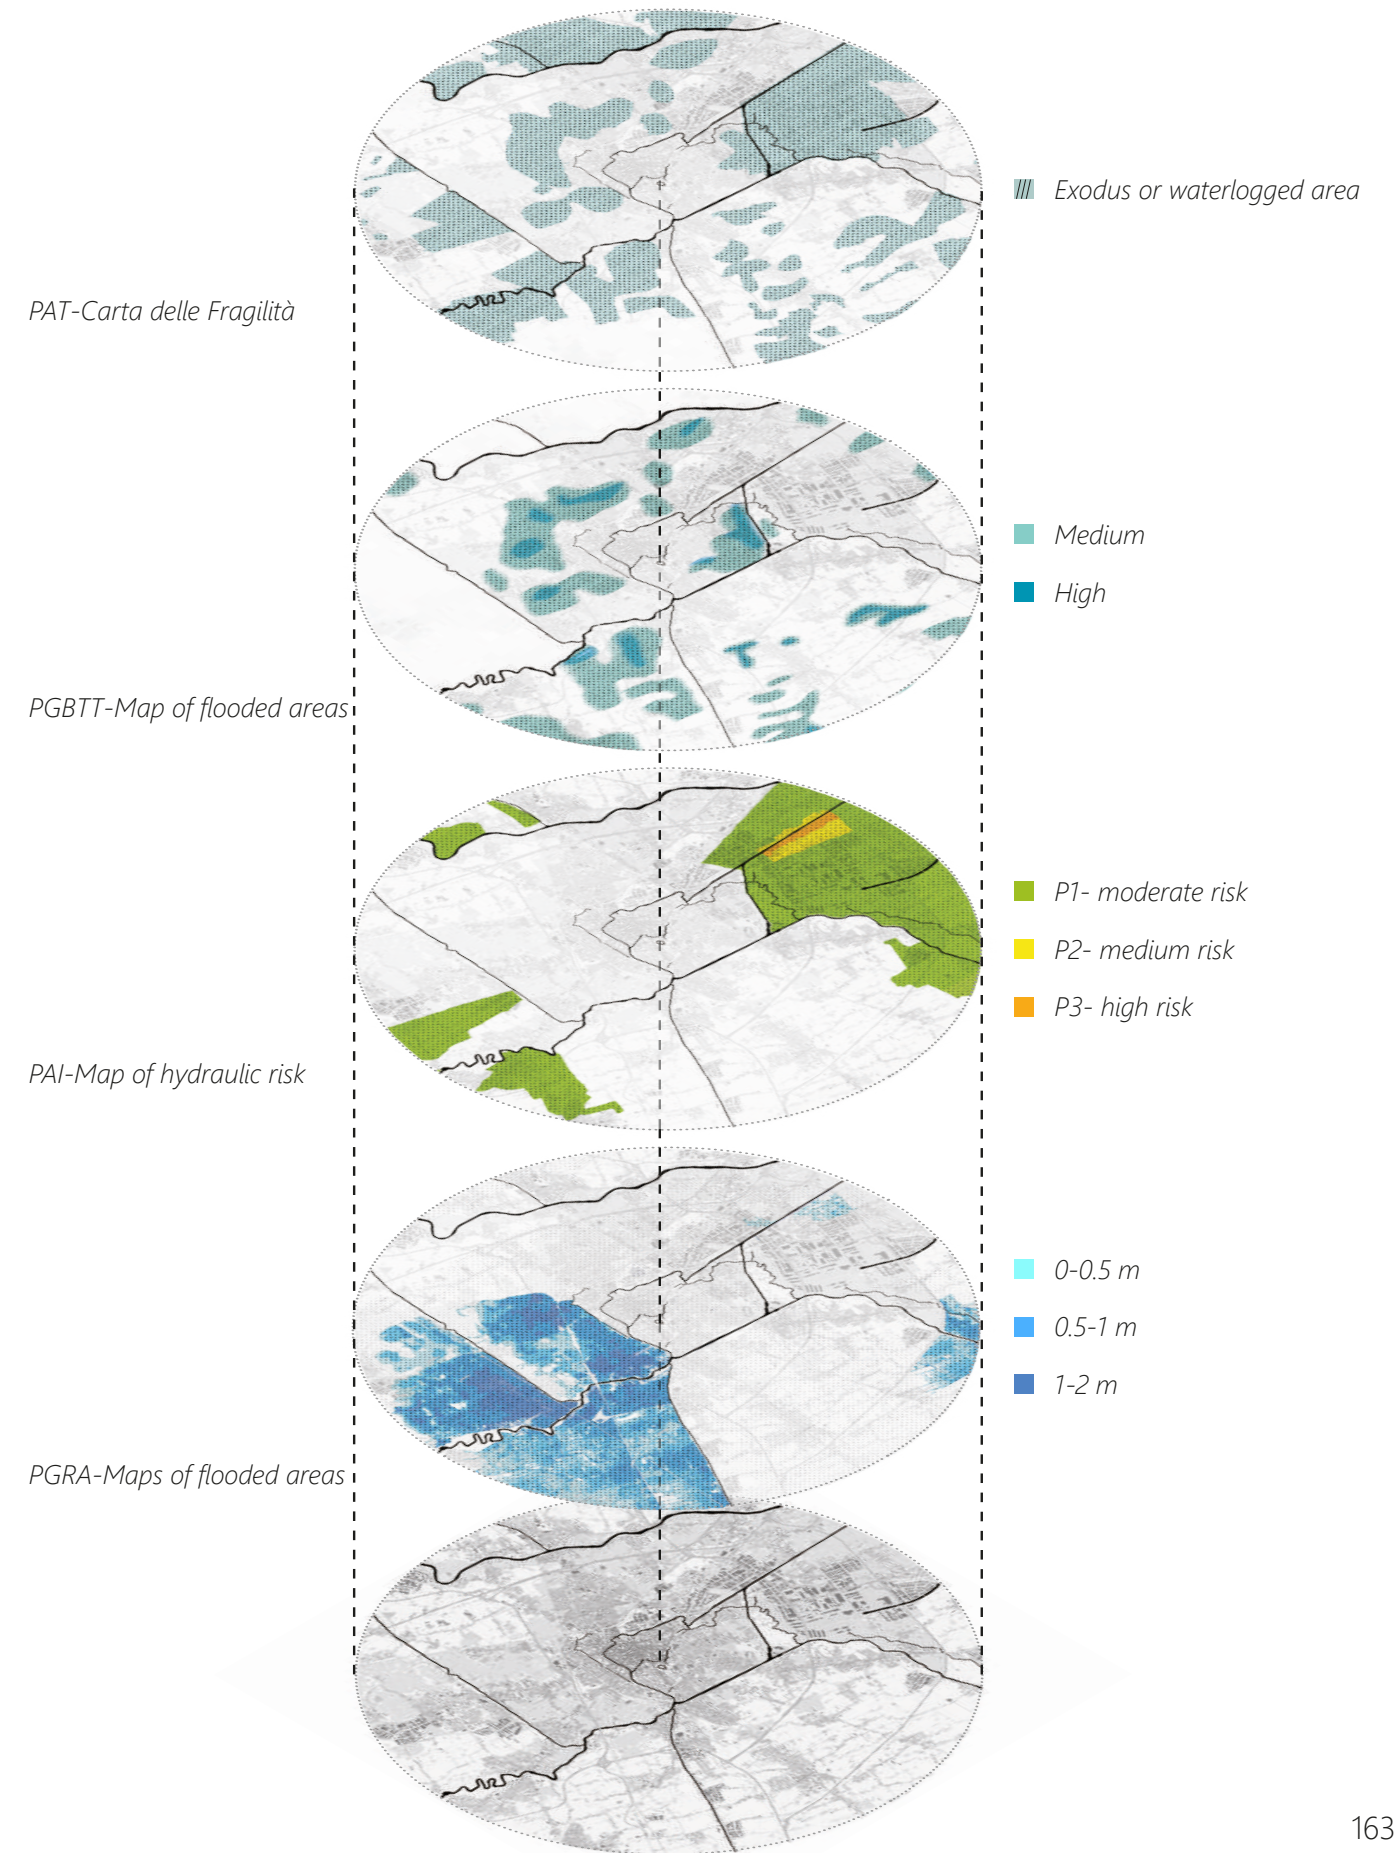 Exodus or waterlogged area
PAT-Carta delle Fragilità
Medium
High
PGBTT-Map of flooded areas
P1- moderate risk
P2- medium risk
P3- high risk
PAI-Map of hydraulic risk
0-0.5 m
0.5-1 m
1-2 m
PGRA-Maps of flooded areas
163